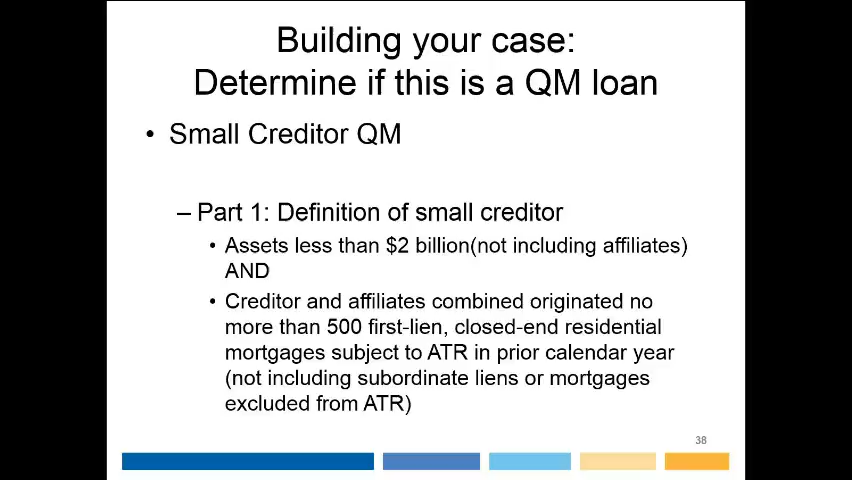 Building your case:
Determine if this is a QM loan
• Small Creditor QM
– Part 1: Definition of small creditor
• Assets less than $2 billion(not including affiliates)
AND
• Creditor and affiliates combined originated no
more than 500 first-lien, closed-end residential
mortgages subject to ATR in prior calendar year
(not including subordinate liens or mortgages
excluded from ATR)
38